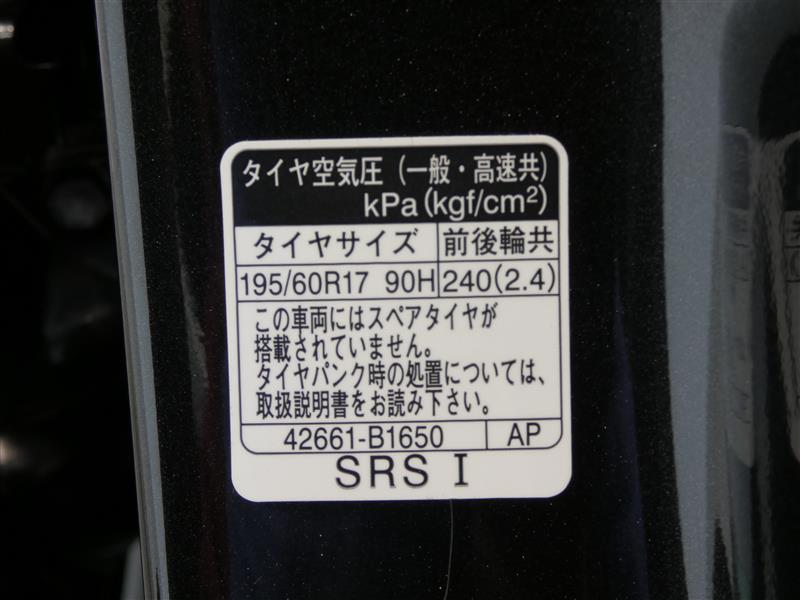 タイヤ空気圧（一般・高速共）
kPa(kgf/cm²)
タイヤサイズ 前後輪共
195/60R17 90H 240(2.4)
この車両にはスペアタイヤが
搭載されていません。
タイヤパンク時の処置については、
取扱説明書をお読み下さい。
42661-B1650 AP
SRS I